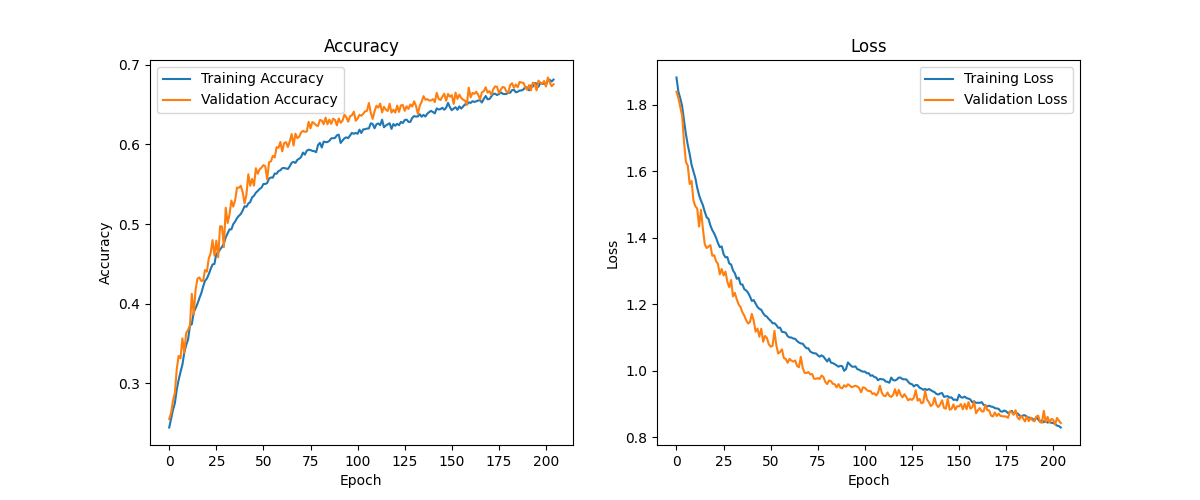 Accuracy
Training Accuracy
Validation Accuracy
Accuracy
0.7
0.6
0.5
0.4
0.3
0 25 50 75 100 125 150 175 200
Epoch
Loss
Training Loss
Validation Loss
Loss
1.8
1.6
1.4
1.2
1.0
0.8
0 25 50 75 100 125 150 175 200
Epoch